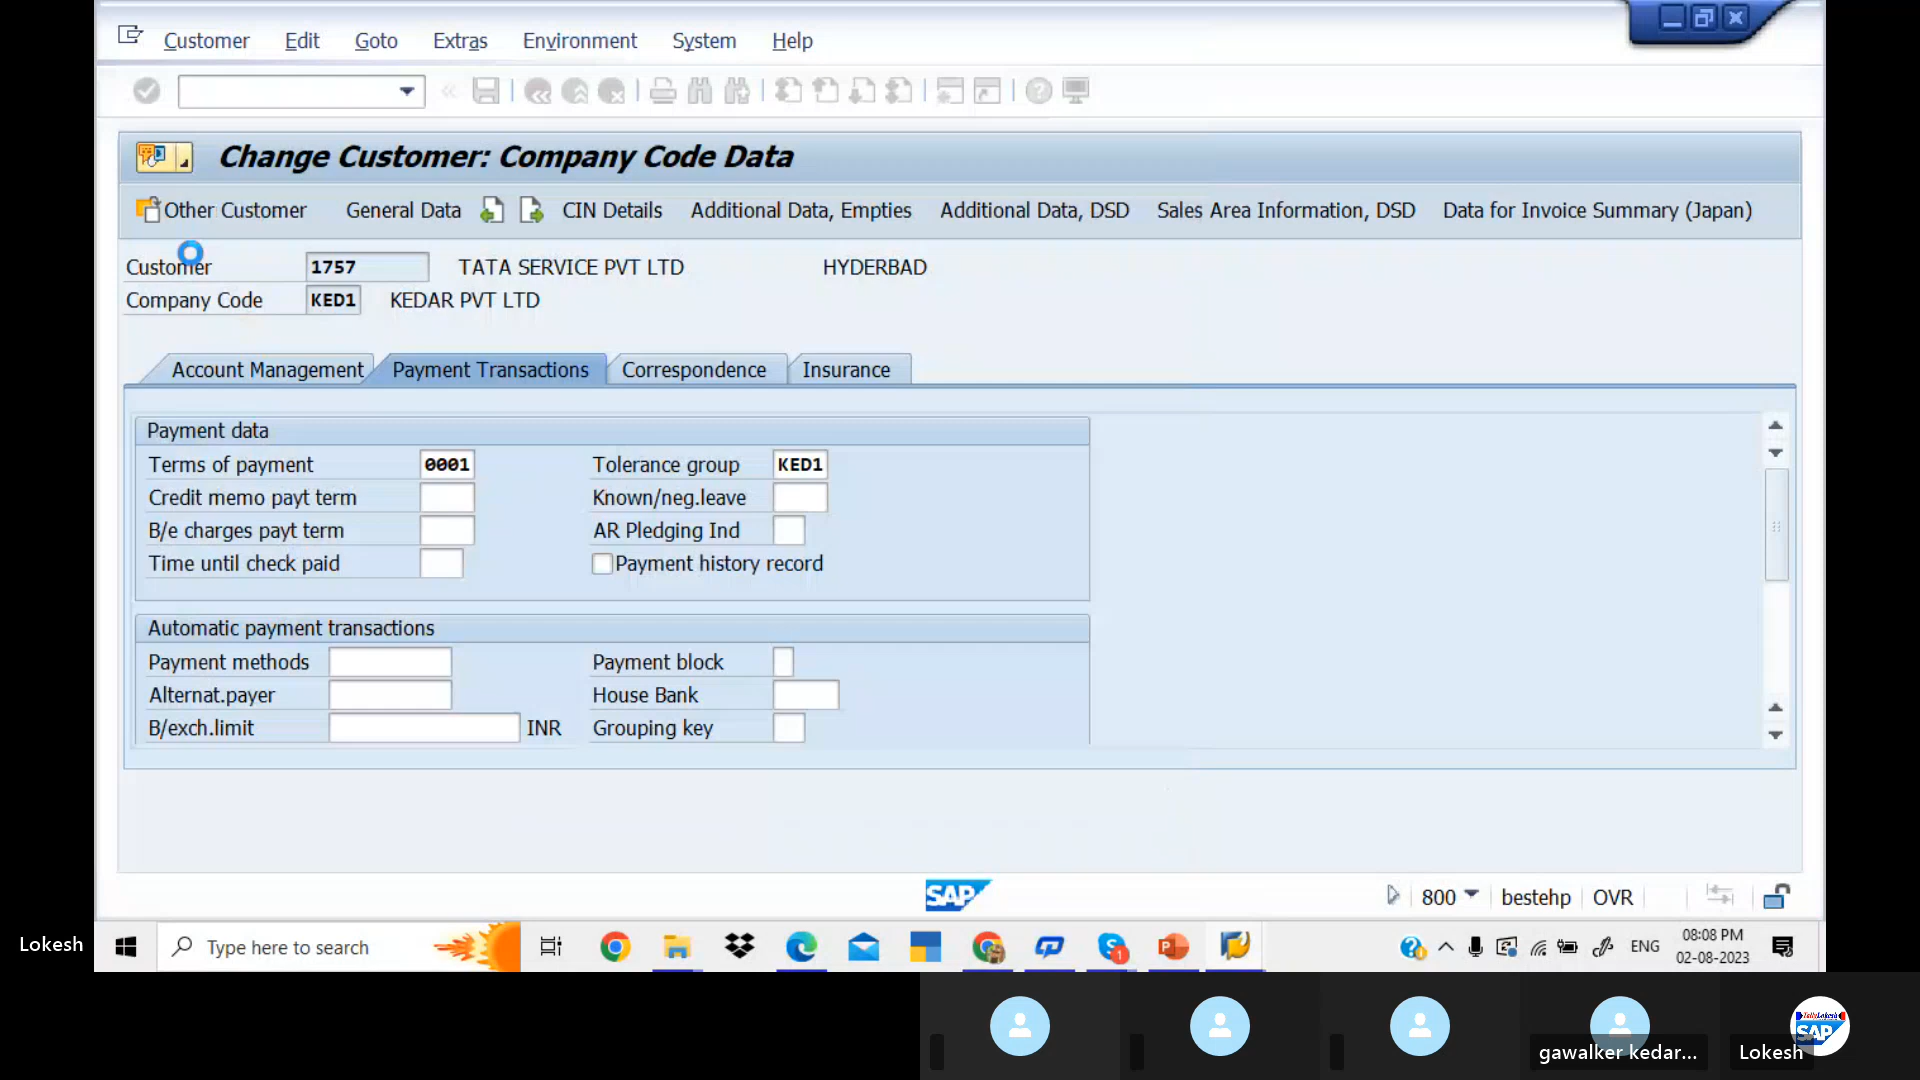 Customer Edit Goto Extras Environment System Help
Change Customer: Company Code Data
Other Customer General Data CIN Details Additional Data, Empties Additional Data, DSD Sales Area Information, DSD Data for Invoice Summary (Japan)
Customer 1757 TATA SERVICE PVT LTD HYDERBAD
Company Code KED1 KEDAR PVT LTD
Account Management Payment Transactions Correspondence Insurance
Payment data
Terms of payment 0001 Tolerance group KED1
Credit memo payt term Known/neg.leave
B/e charges payt term AR Pledging Ind
Time until check paid Payment history record
Automatic payment transactions
Payment methods Payment block
Alternat.payer House Bank
B/exch.limit INR Grouping key
SAP 800 bestehp OVR
Lokesh Type here to search ENG 08:08 PM
02-08-2023
gawalker kedar... Lokesh
SAP